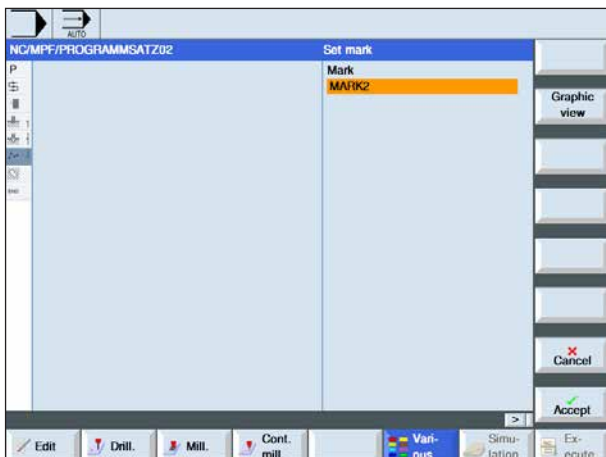 AUTO
NC/MPF/PROGRAMMSATZ02
Set mark
P
Mark
MARK2
END
Graphic
view
Cancel
Accept
>
Edit
Drill.
Mill.
Cont.
mill.
Vari-
ous
Simu-
lation
Ex-
ecute